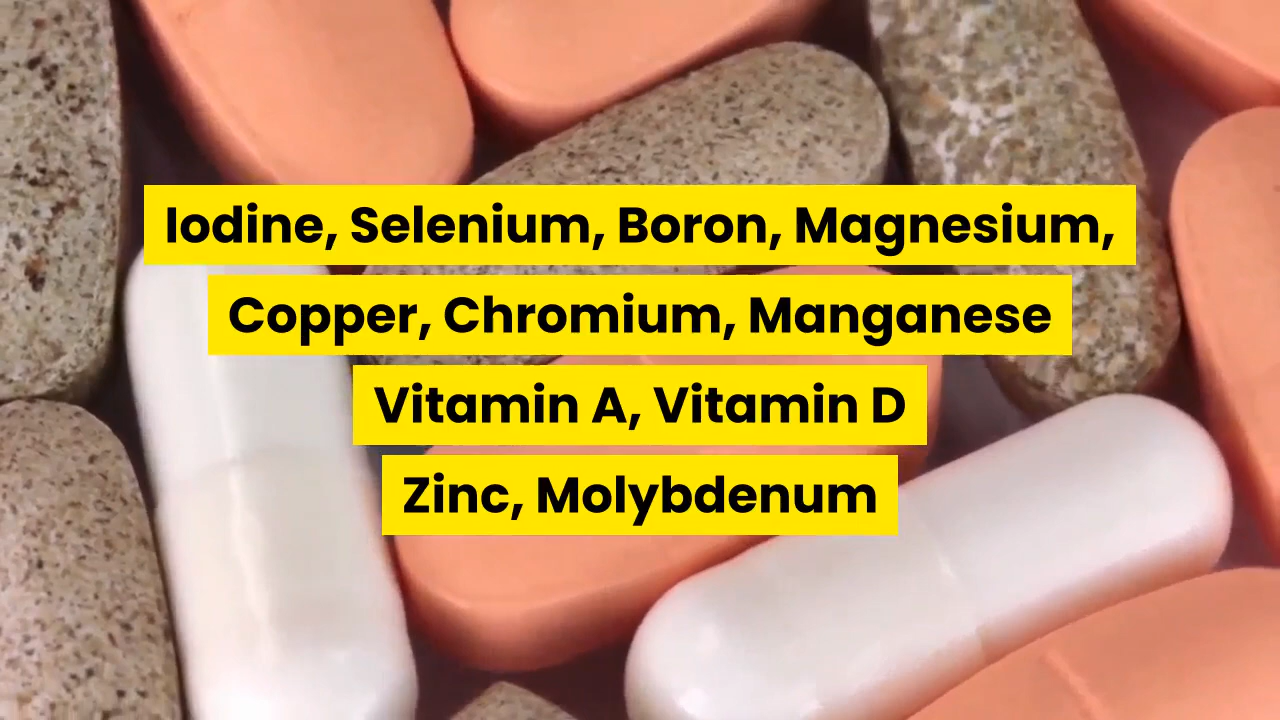 Iodine, Selenium, Boron, Magnesium,
Copper, Chromium, Manganese
Vitamin A, Vitamin D
Zinc, Molybdenum